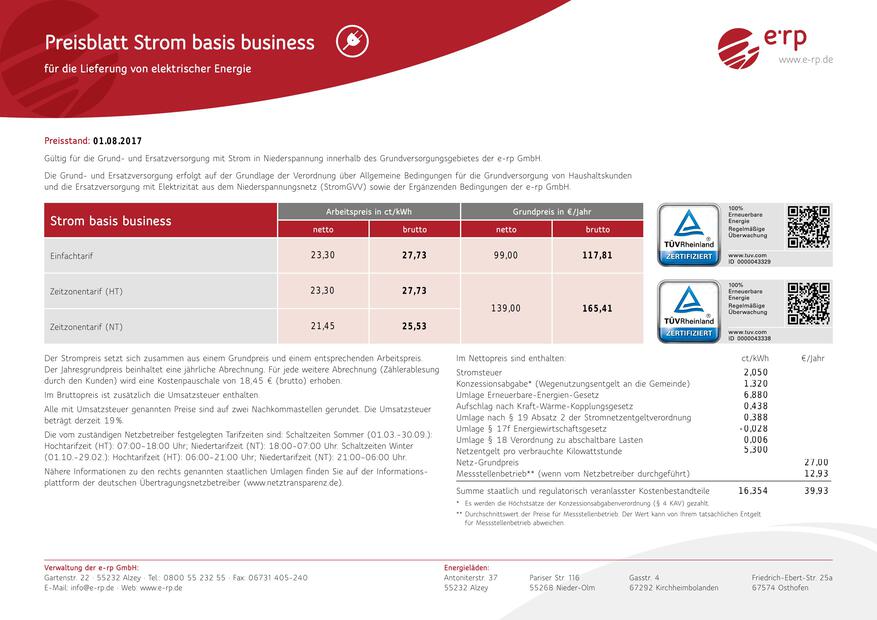 Preisblatt Strom basis business
für die Lieferung von elektrischer Energie
e·rp
www.e-rp.de
Preisstand: 01.08.2017
Gültig für die Grund- und Ersatzversorgung mit Strom in Niederspannung innerhalb des Grundversorgungsgebietes der e-rp GmbH.
Die Grund- und Ersatzversorgung erfolgt auf der Grundlage der Verordnung über Allgemeine Bedingungen für die Grundversorgung von Haushaltskunden
und die Ersatzversorgung mit Elektrizität aus dem Niederspannungsnetz (StromGVV) sowie der Ergänzenden Bedingungen der e-rp GmbH.
Strom basis business
Arbeitspreis in ct/kWh
Grundpreis in €/Jahr
netto brutto netto brutto
Einfachtarif 23,30 27,73 99,00 117,81
Zeitzonentarif (HT) 23,30 27,73
139,00 165,41
Zeitzonentarif (NT) 21,45 25,53
TÜVRheinland
ZERTIFIZIERT
100%
Erneuerbare
Energie
Regelmäßige
Überwachung
www.tuv.com
ID 0000043329
TÜVRheinland
ZERTIFIZIERT
100%
Erneuerbare
Energie
Regelmäßige
Überwachung
www.tuv.com
ID 0000043338
Der Strompreis setzt sich zusammen aus einem Grundpreis und einem entsprechenden Arbeitspreis.
Der Jahresgrundpreis beinhaltet eine jährliche Abrechnung. Für jede weitere Abrechnung (Zählerablesung
durch den Kunden) wird eine Kostenpauschale von 18,45 € (brutto) erhoben.
Im Bruttopreis ist zusätzlich die Umsatzsteuer enthalten.
Alle mit Umsatzsteuer genannten Preise sind auf zwei Nachkommastellen gerundet. Die Umsatzsteuer
beträgt derzeit 19%.
Die vom zuständigen Netzbetreiber festgelegten Tarifzeiten sind: Schaltzeiten Sommer (01.03.-30.09.):
Hochtarifzeit (HT): 07:00–18:00 Uhr; Niedertarifzeit (NT): 18:00–07:00 Uhr. Schaltzeiten Winter
(01.10.-29.02.): Hochtarifzeit (HT): 06:00–21:00 Uhr; Niedertarifzeit (NT): 21:00–06:00 Uhr.
Nähere Informationen zu den rechts genannten staatlichen Umlagen finden Sie auf der Informations-
plattform der deutschen Übertragungsnetzbetreiber (www.netztransparenz.de).
Im Nettopreis sind enthalten: ct/kWh €/Jahr
Stromsteuer 2,050
Konzessionsabgabe* (Wegenutzungsentgelt an die Gemeinde) 1,320
Umlage Erneuerbare-Energien-Gesetz 6,880
Aufschlag nach Kraft-Wärme-Kopplungsgesetz 0,438
Umlage nach § 19 Absatz 2 der Stromnetzentgeltverordnung 0,388
Umlage § 17f Energiewirtschaftsgesetz -0,028
Umlage § 18 Verordnung zu abschaltbare Lasten 0,006
Netzentgelt pro verbrauchte Kilowattstunde 5,300
Netz-Grundpreis 27,00
Messstellenbetrieb** (wenn vom Netzbetreiber durchgeführt) 12,93
Summe staatlich und regulatorisch veranlasster Kostenbestandteile 16,354 39,93
* Es werden die Höchstsätze der Konzessionsabgabenverordnung (§ 4 KAV) gezahlt.
** Durchschnittswert der Preise für Messstellenbetrieb. Der Wert kann von Ihrem tatsächlichen Entgelt
für Messstellenbetrieb abweichen.
Verwaltung der e-rp GmbH:
Gartenstr. 22 · 55232 Alzey · Tel.: 0800 55 232 55 · Fax: 06731 405-240
E-Mail: info@e-rp.de · Web: www.e-rp.de
Energieläden:
Antoniterstr. 37
55232 Alzey
Pariser Str. 116
55268 Nieder-Olm
Gasstr. 4
67292 Kirchheimbolanden
Friedrich-Ebert-Str. 25a
67574 Osthofen